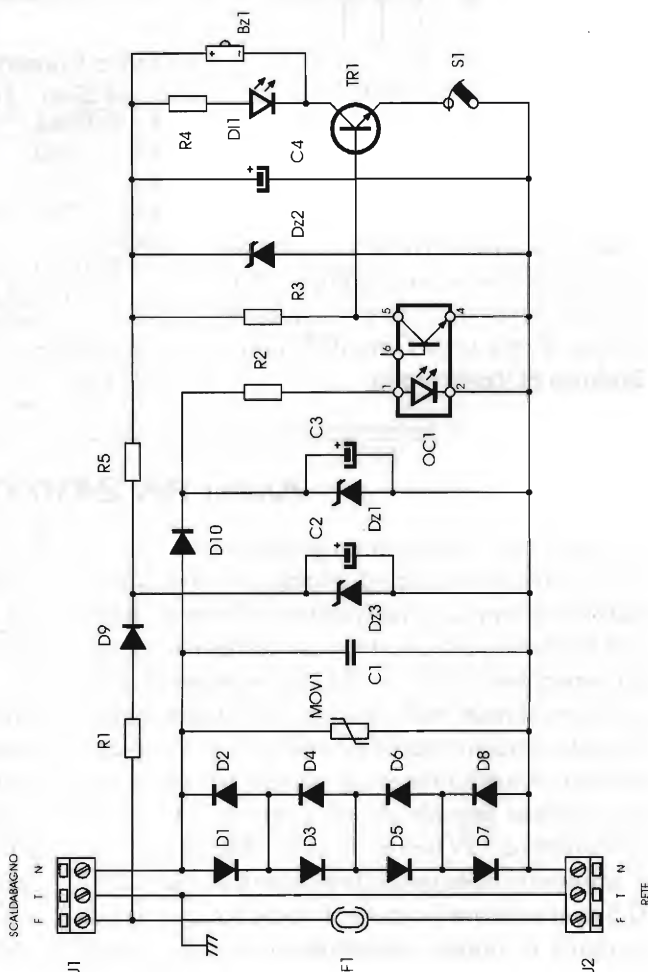 SCALDABAGNO
F T N
J1
R1
D9
R5
D10
D2
D1
D4
D3
D6
D5
D8
D7
MOV1
C1
C2
Dz3
C3
Dz1
R2
R3
Dz2
C4
R4
Dl1
Bz1
+
-
TR1
S1
OC1
1
2
6
5
4
+
+
+
F1
J2
F T N
RETE